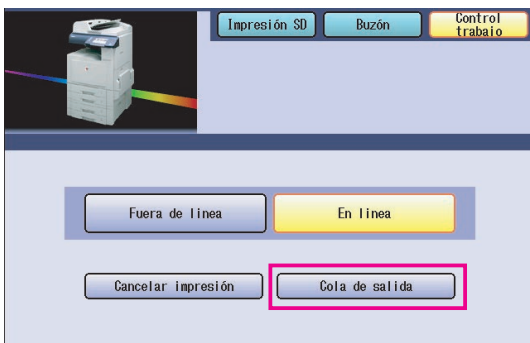 Impresión SD
Buzón
Control
trabajo
Fuera de linea
En linea
Cancelar impresión
Cola de salida